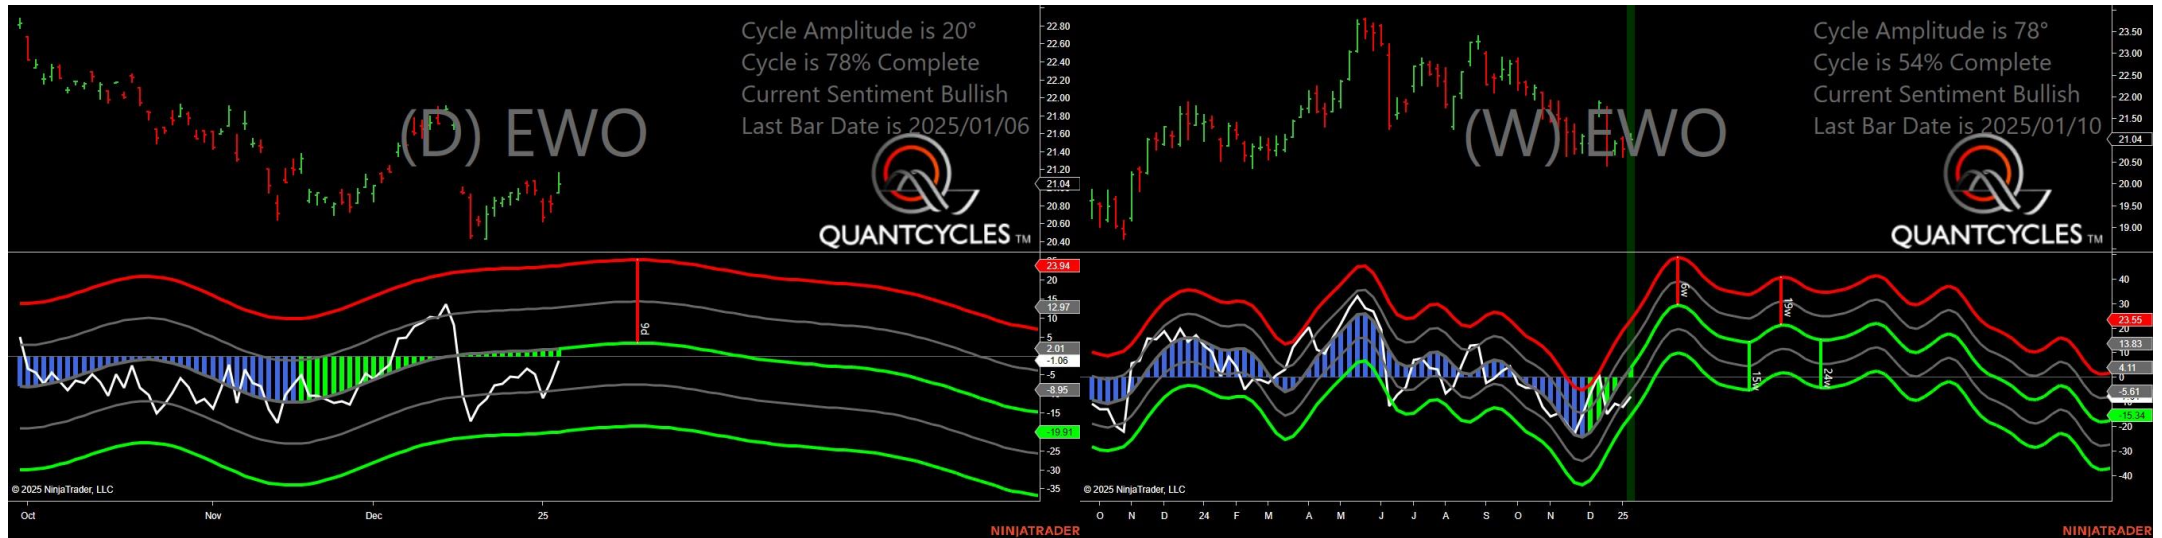 Cycle Amplitude is 20°
Cycle is 78% Complete
Current Sentiment Bullish
Last Bar Date is 2025/01/06
(D) EWO
QUANTCYCLES TM
22.80
22.60
22.40
22.20
22.00
21.80
21.60
21.40
21.20
21.04
20.80
20.60
20.40
23.94
20
15
12.97
10
5
2.01
-1.06
-5
-8.95
-15
-19.91
-25
-30
-35
9d
© 2025 NinjaTrader, LLC
Oct
Nov
Dec
25
NINJATRADER
Cycle Amplitude is 78°
Cycle is 54% Complete
Current Sentiment Bullish
Last Bar Date is 2025/01/10
(W) EWO
QUANTCYCLES TM
23.50
23.00
22.50
22.00
21.50
21.04
20.50
20.00
19.50
19.00
40
30
23.55
20
13.83
10
4.11
0
-5.61
-15.34
-20
-30
-40
6w
19w
15w
24w
© 2025 NinjaTrader, LLC
O N D 24 F M A M J J A S O N D 25
NINJATRADER